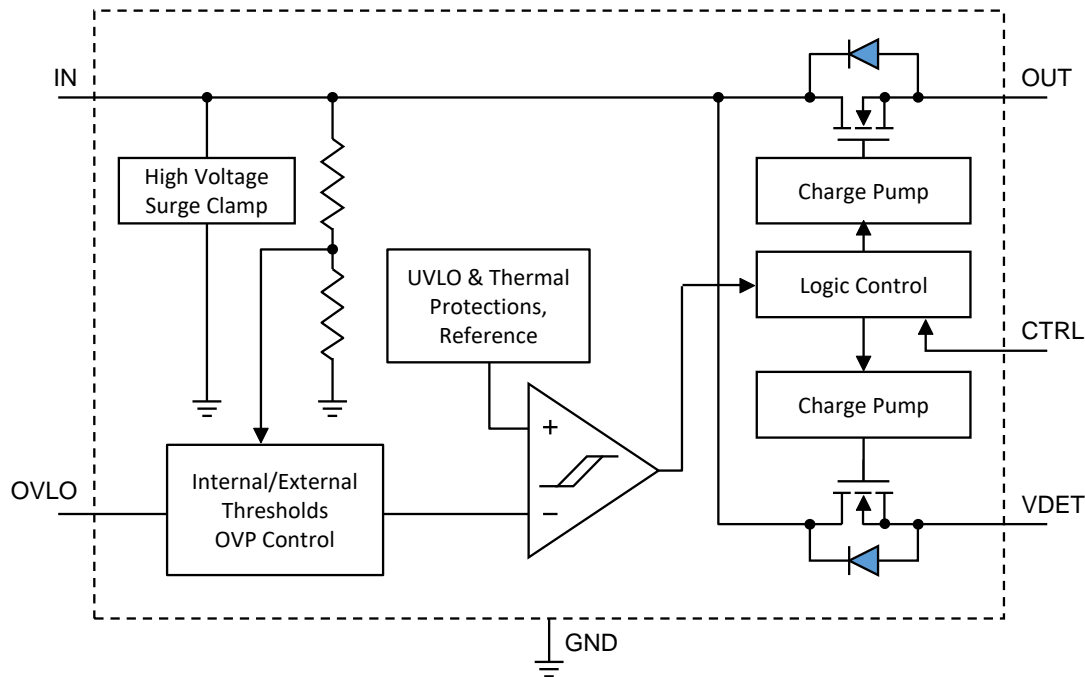 IN
OUT
High Voltage
Surge Clamp
Charge Pump
UVLO & Thermal
Protections,
Reference
Logic Control
CTRL
Charge Pump
+
OVLO
Internal/External
Thresholds
OVP Control
−
VDET
GND